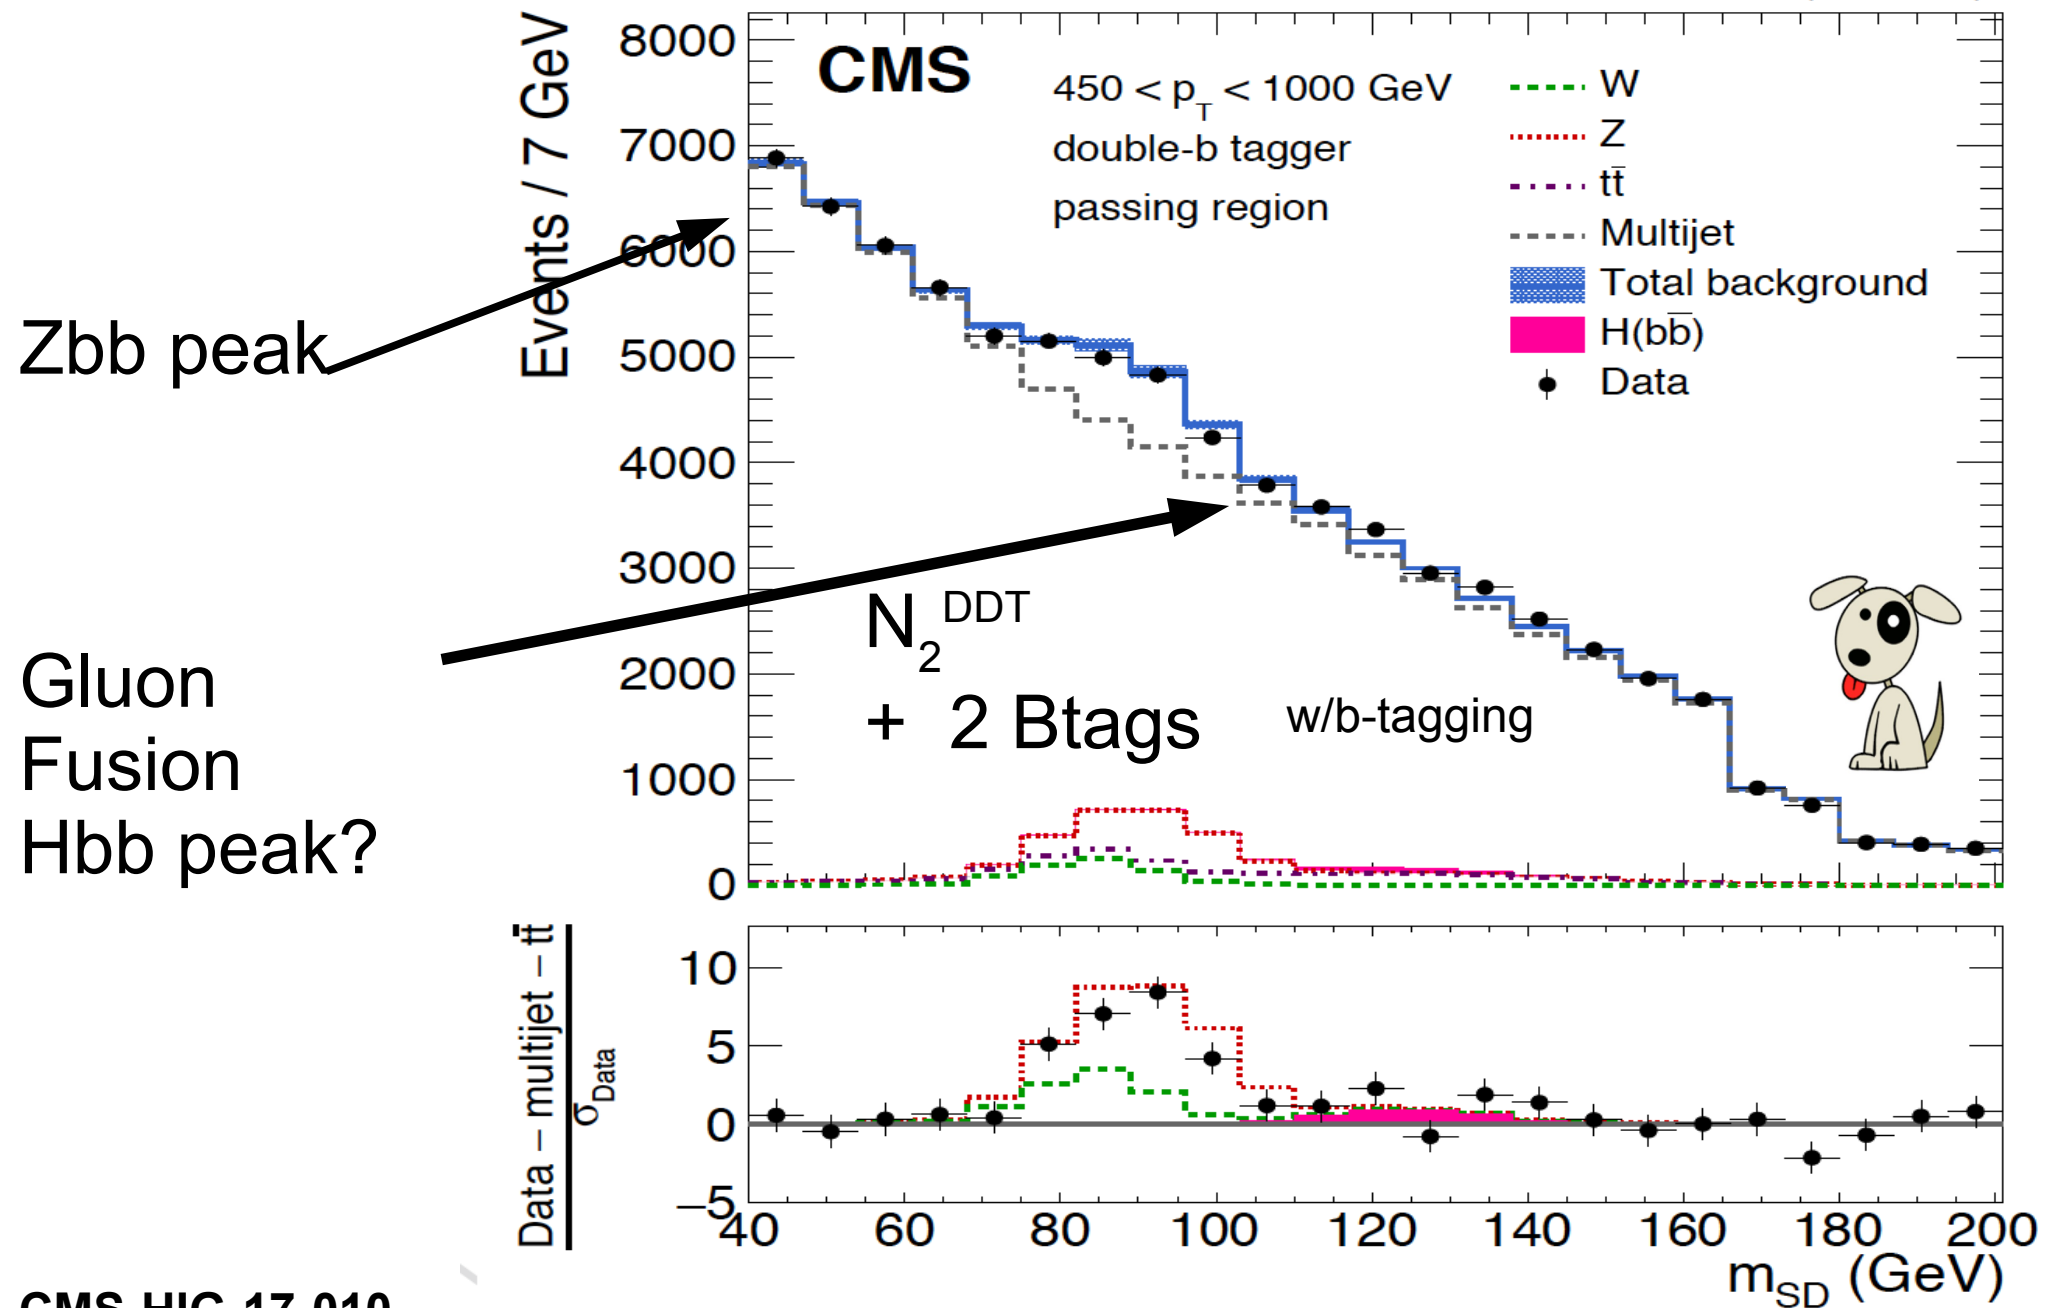 8000
7000
6000
5000
4000
3000
2000
1000
0
Events / 7 GeV
CMS
450 < p_T < 1000 GeV
double-b tagger
passing region
W
Z
tt̄
Multijet
Total background
H(bb̄)
Data
Zbb peak
Gluon
Fusion
Hbb peak?
N₂^DDT
+ 2 Btags
w/b-tagging
Data – multijet – tt̄
σ_Data
10
5
0
–5
40 60 80 100 120 140 160 180 200
m_SD (GeV)